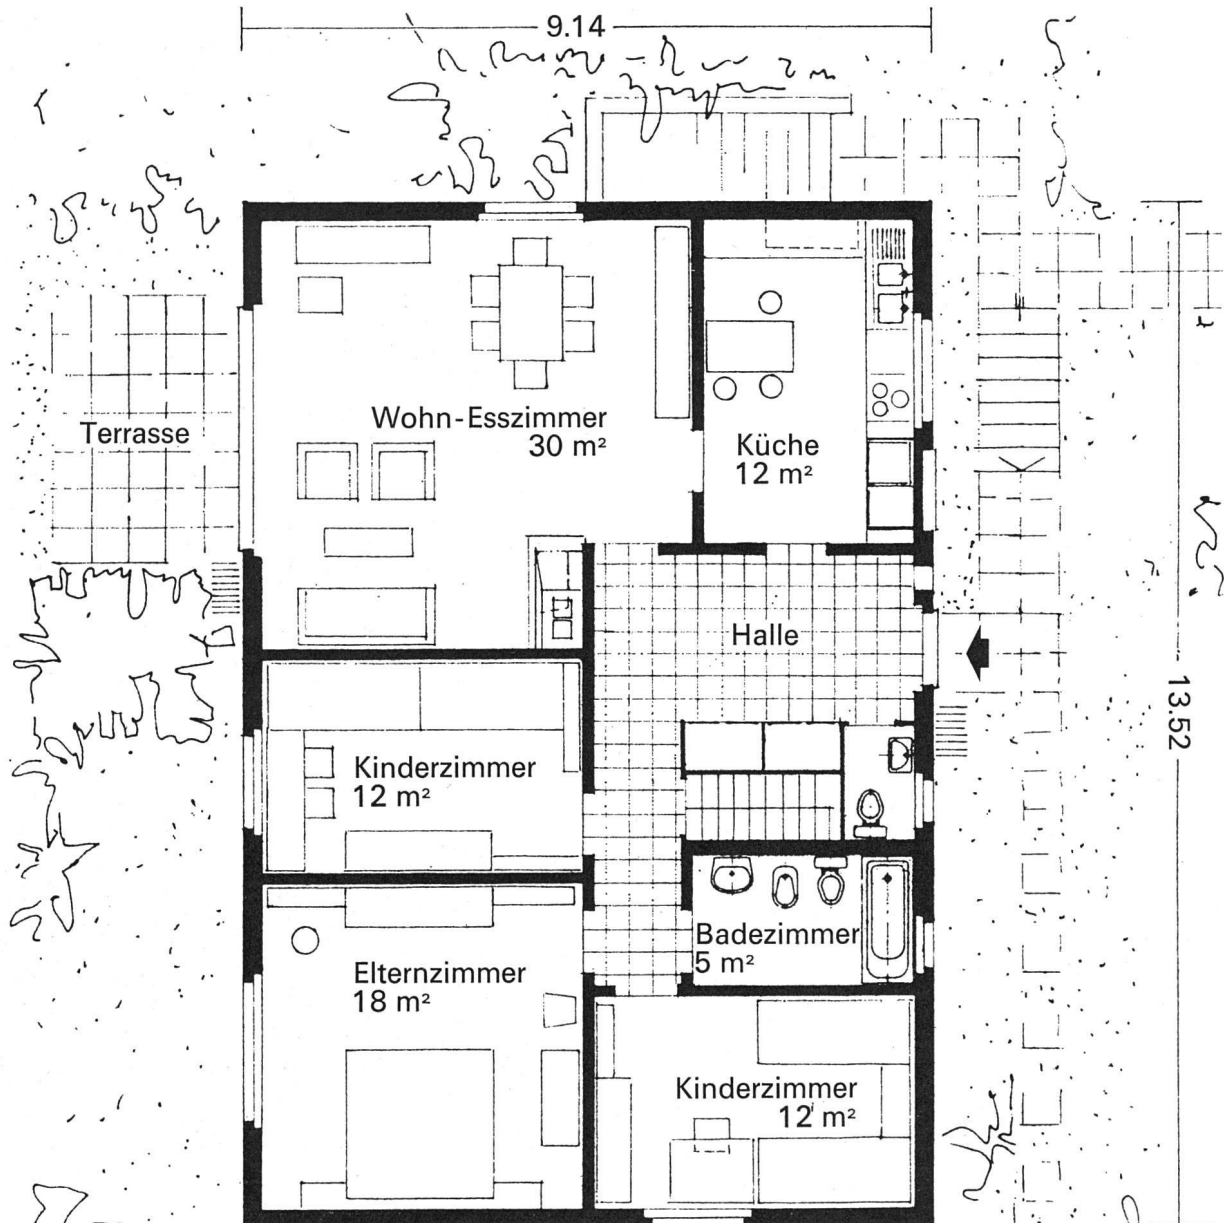 9.14
Terrasse
Wohn-Esszimmer
30 m²
Küche
12 m²
Halle
13.52
Kinderzimmer
12 m²
Badezimmer
5 m²
Elternzimmer
18 m²
Kinderzimmer
12 m²